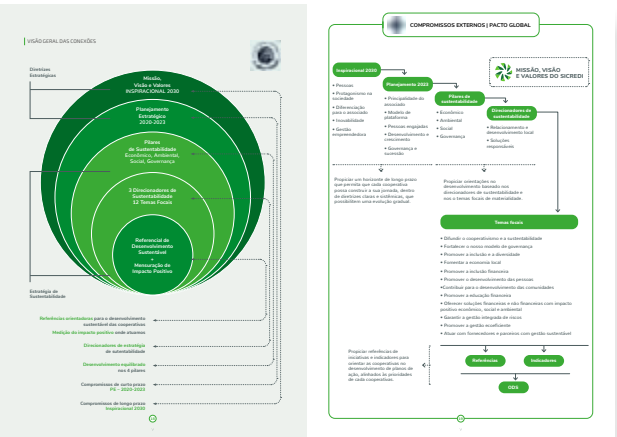 VISÃO GERAL DAS CONEXÕES
Diretrizes
Estratégicas
Missão,
Visão e Valores
INSPIRACIONAL 2030
Planejamento
Estratégico
2020-2023
Pilares
de Sustentabilidade
Econômico, Ambiental,
Social, Governança
3 Direcionadores de
Sustentabilidade
12 Temas Focais
Referencial de
Desenvolvimento
Sustentável
+
Mensuração de
Impacto Positivo
Estratégia de
Sustentabilidade
Referências orientadoras para o desenvolvimento
sustentável das cooperativas
Medição do impacto positivo onde atuamos
Direcionadores de estratégia
de sutentabilidade
Desenvolvimento equilibrado
nos 4 pilares
Compromissos de curto prazo
PE - 2020-2023
Compromissos de longo prazo
Inspiracional 2030
COMPROMISSOS EXTERNOS | PACTO GLOBAL
MISSÃO, VISÃO
E VALORES DO SICREDI
Inspiracional 2030
• Pessoas
• Protagonismo na
sociedade
• Diferenciação
para o associado
• Inovabilidade
• Gestão
empreendedora
Planejamento 2023
• Principalidade do
associado
• Modelo de
plataforma
• Pessoas engajadas
• Desenvolvimento e
crescimento
• Governança e
sucessão
Pilares de
sustentabilidade
• Econômico
• Ambiental
• Social
• Governança
Direcionadores de
sustentabilidade
• Relacionamento e
desenvolvimento local
• Soluções
responsáveis
Propiciar um horizonte de longo prazo
que permita que cada cooperativa
possa construir a sua jornada, dentro
de diretrizes claras e sistêmicas, que
possibilitem uma evolução gradual.
Propiciar orientações ao
desenvolvimento baseado nos
direcionadores de sustentabilidade e
nos temas focais de materialidade.
Temas focais
• Difundir o cooperativismo e a sustentabilidade
• Fortalecer o nosso modelo de governança
• Promover a inclusão e a diversidade
• Fomentar a economia local
• Promover a inclusão financeira
• Promover o desenvolvimento das pessoas
•Contribuir para o desenvolvimento das comunidades
• Promover a educação financeira
• Oferecer soluções financeiras e não financeiras com impacto
positivo econômico, social e ambiental
• Garantir a gestão integrada de riscos
• Promover a gestão ecoeficiente
• Atuar com fornecedores e parceiros com gestão sustentável
Propiciar referências de
iniciativas e indicadores para
orientar as cooperativas no
desenvolvimento de planos de
ação, alinhados às prioridades
de cada cooperativa.
Referências
Indicadores
ODS